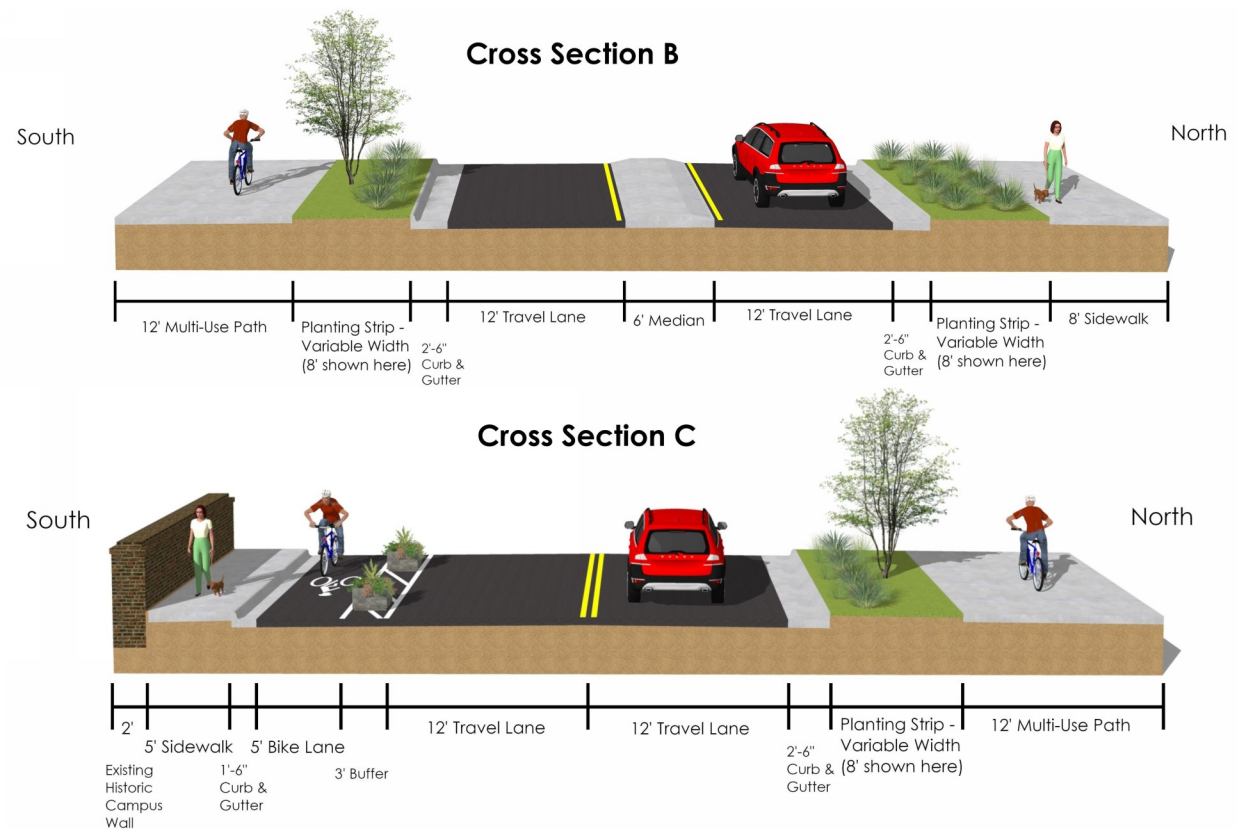 Cross Section B
South
North
12' Multi-Use Path
Planting Strip -
Variable Width
(8' shown here)
2'-6"
Curb &
Gutter
12' Travel Lane
6' Median
12' Travel Lane
2'-6"
Curb &
Gutter
Planting Strip -
Variable Width
(8' shown here)
8' Sidewalk
Cross Section C
South
North
2'
Existing
Historic
Campus
Wall
5' Sidewalk
1'-6"
Curb &
Gutter
5' Bike Lane
3' Buffer
12' Travel Lane
12' Travel Lane
2'-6"
Curb &
Gutter
Planting Strip -
Variable Width
(8' shown here)
12' Multi-Use Path